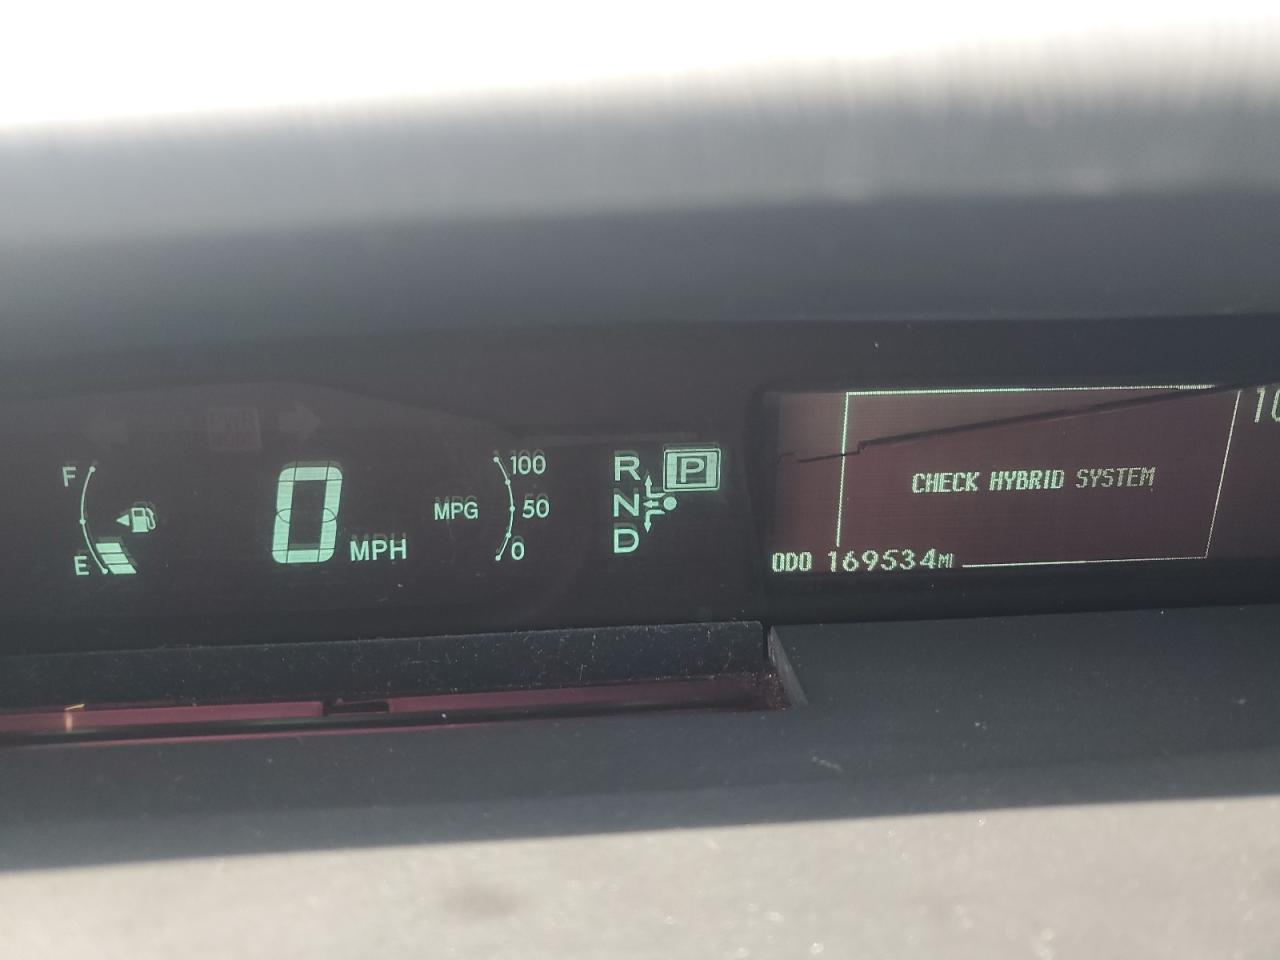 F
E
0 MPH
MPG
100
50
0
R
N
D
P
CHECK HYBRID SYSTEM
ODO 169534MI